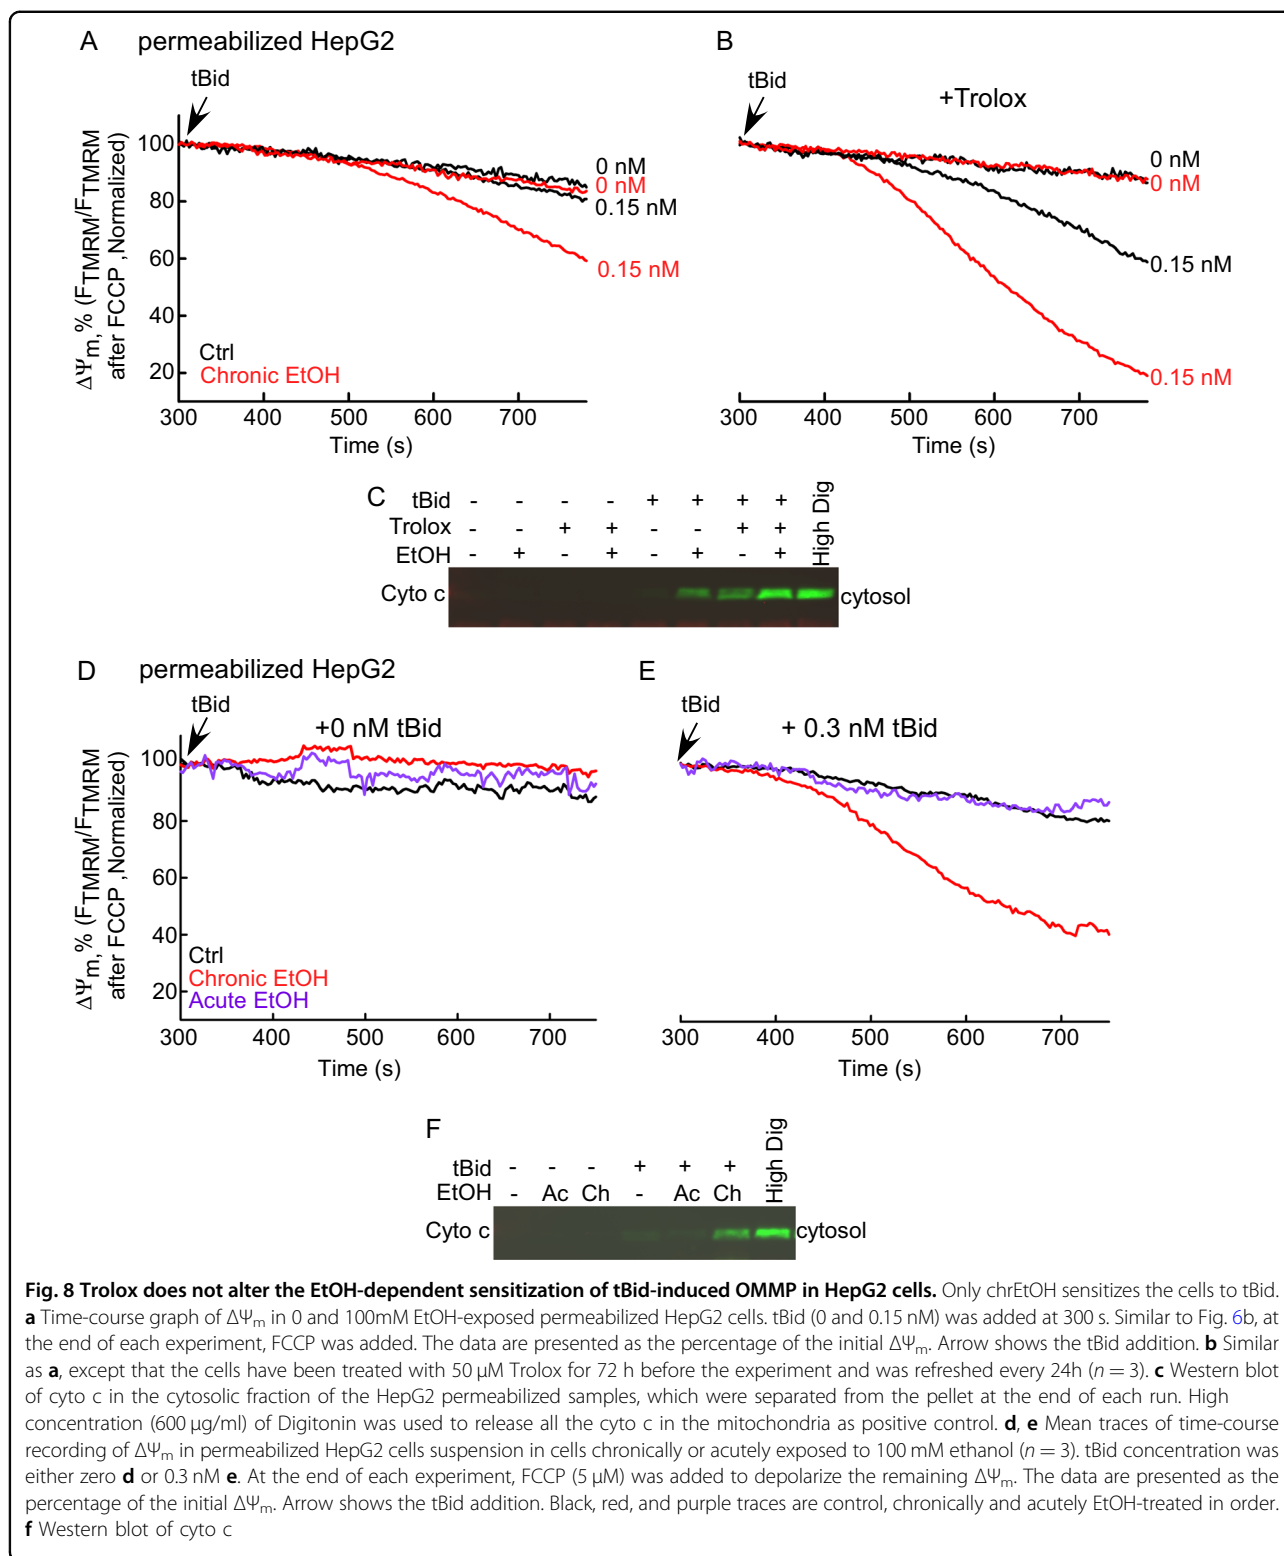 A permeabilized HepG2
tBid
ΔΨm, % (FTMRM/FTMRM
after FCCP ,Normalized)
100
80
60
40
20
0 nM
0 nM
0.15 nM
0.15 nM
Ctrl
Chronic EtOH
300 400 500 600 700
Time (s)
B
tBid
+Trolox
0 nM
0 nM
0.15 nM
0.15 nM
300 400 500 600 700
Time (s)
C
tBid - - - - + + + +
Trolox - - + + - - + +
EtOH - + - + - + - +
High Dig
Cyto c
cytosol
D permeabilized HepG2
tBid
+0 nM tBid
ΔΨm, % (FTMRM/FTMRM
after FCCP ,Normalized)
100
80
60
40
20
Ctrl
Chronic EtOH
Acute EtOH
300 400 500 600 700
Time (s)
E
tBid
+ 0.3 nM tBid
300 400 500 600 700
Time (s)
F
tBid - - - + + +
EtOH - Ac Ch - Ac Ch
High Dig
Cyto c
cytosol
Fig. 8 Trolox does not alter the EtOH-dependent sensitization of tBid-induced OMMP in HepG2 cells. Only chrEtOH sensitizes the cells to tBid.
a Time-course graph of ΔΨm in 0 and 100mM EtOH-exposed permeabilized HepG2 cells. tBid (0 and 0.15 nM) was added at 300 s. Similar to Fig. 6b, at
the end of each experiment, FCCP was added. The data are presented as the percentage of the initial ΔΨm. Arrow shows the tBid addition. b Similar
as a, except that the cells have been treated with 50 μM Trolox for 72 h before the experiment and was refreshed every 24h (n = 3). c Western blot
of cyto c in the cytosolic fraction of the HepG2 permeabilized samples, which were separated from the pellet at the end of each run. High
concentration (600 μg/ml) of Digitonin was used to release all the cyto c in the mitochondria as positive control. d, e Mean traces of time-course
recording of ΔΨm in permeabilized HepG2 cells suspension in cells chronically or acutely exposed to 100 mM ethanol (n = 3). tBid concentration was
either zero d or 0.3 nM e. At the end of each experiment, FCCP (5 μM) was added to depolarize the remaining ΔΨm. The data are presented as the
percentage of the initial ΔΨm. Arrow shows the tBid addition. Black, red, and purple traces are control, chronically and acutely EtOH-treated in order.
f Western blot of cyto c